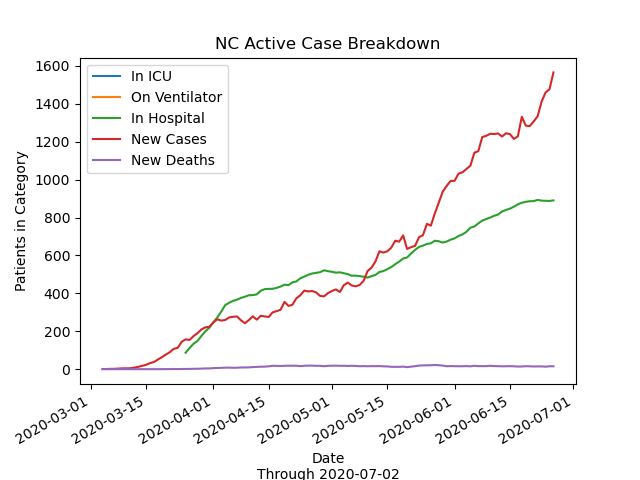 NC Active Case Breakdown
In ICU
On Ventilator
In Hospital
New Cases
New Deaths
Patients in Category
1600
1400
1200
1000
800
600
400
200
0
2020-03-01
2020-03-15
2020-04-01
2020-04-15
2020-05-01
2020-05-15
2020-06-01
2020-06-15
2020-07-01
Date
Through 2020-07-02